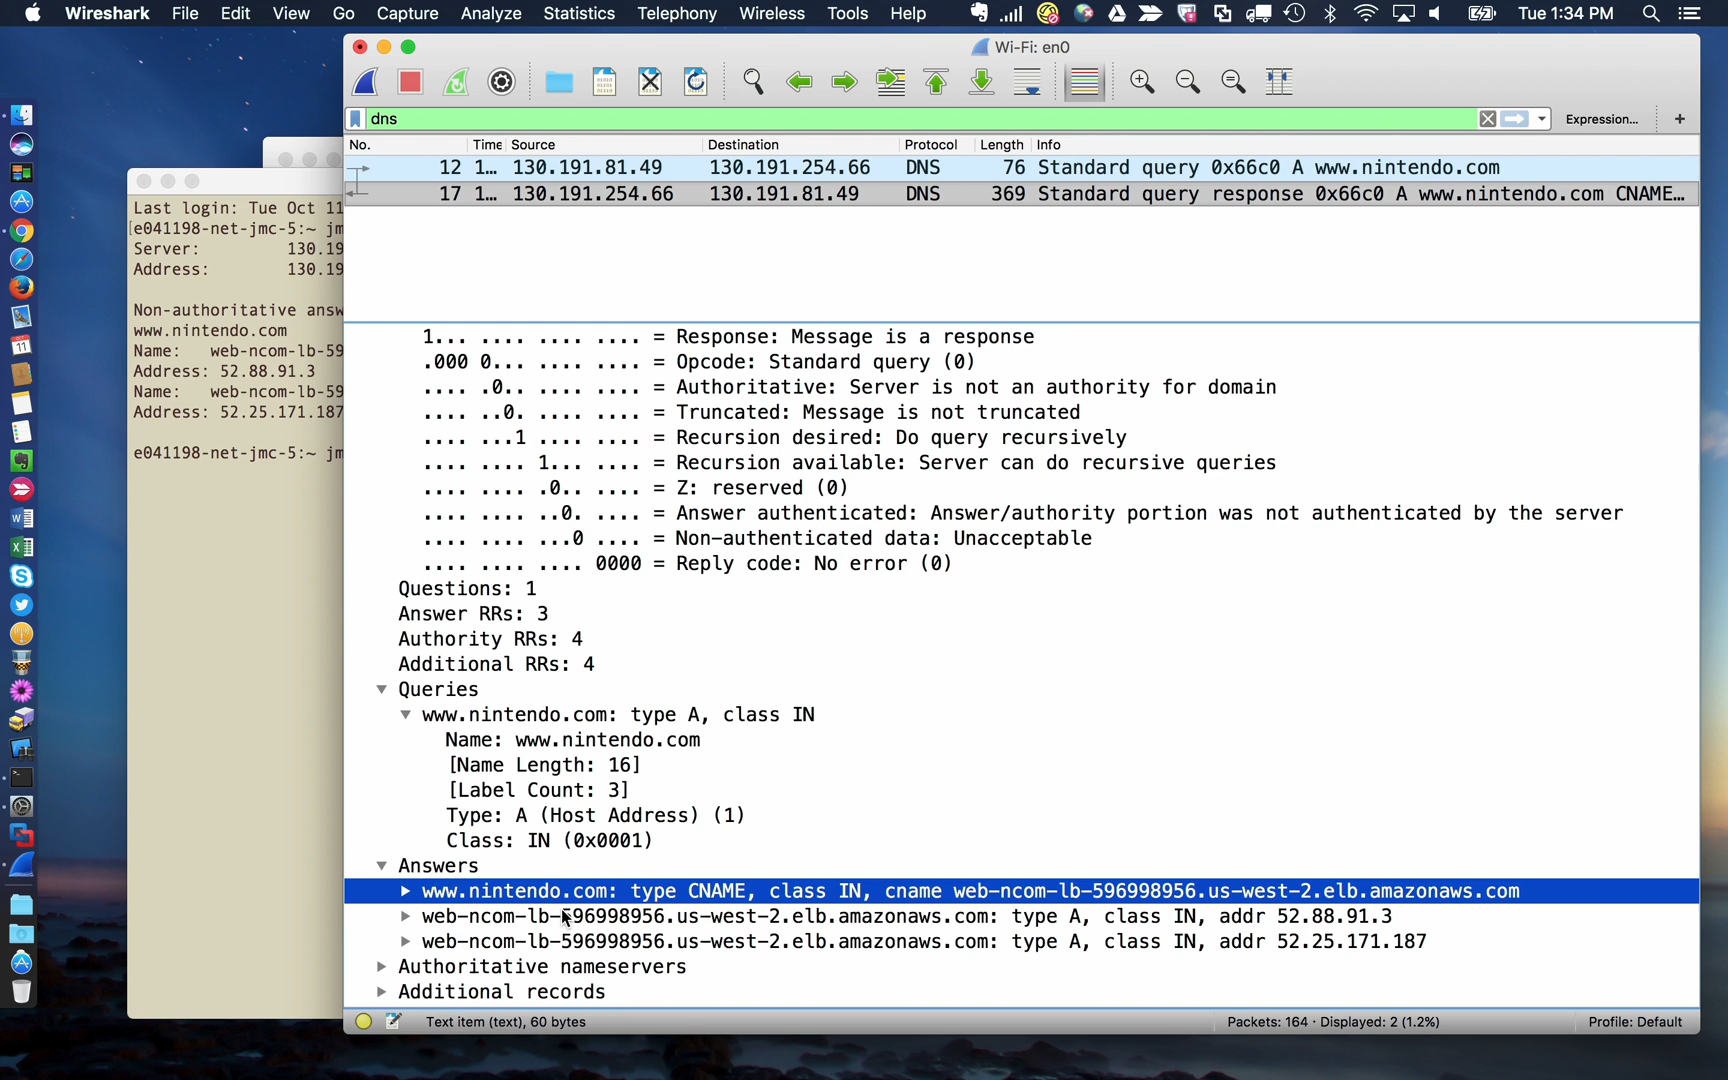 Wireshark File Edit View Go Capture Analyze Statistics Telephony Wireless Tools Help Tue 1:34 PM
Wi-Fi: en0
dns
Expression... +
No. Time Source Destination Protocol Length Info
12 1… 130.191.81.49 130.191.254.66 DNS 76 Standard query 0x66c0 A www.nintendo.com
17 1… 130.191.254.66 130.191.81.49 DNS 369 Standard query response 0x66c0 A www.nintendo.com CNAME…
Last login: Tue Oct 11
[e041198-net-jmc-5:~ jm
Server: 130.19
Address: 130.19
Non-authoritative answ
www.nintendo.com
Name: web-ncom-lb-59
Address: 52.88.91.3
Name: web-ncom-lb-59
Address: 52.25.171.187
e041198-net-jmc-5:~ jm
1... .... .... .... = Response: Message is a response
.000 0... .... .... = Opcode: Standard query (0)
.... .0.. .... .... = Authoritative: Server is not an authority for domain
.... ..0. .... .... = Truncated: Message is not truncated
.... ...1 .... .... = Recursion desired: Do query recursively
.... .... 1... .... = Recursion available: Server can do recursive queries
.... .... .0.. .... = Z: reserved (0)
.... .... ..0. .... = Answer authenticated: Answer/authority portion was not authenticated by the server
.... .... ...0 .... = Non-authenticated data: Unacceptable
.... .... .... 0000 = Reply code: No error (0)
Questions: 1
Answer RRs: 3
Authority RRs: 4
Additional RRs: 4
Queries
www.nintendo.com: type A, class IN
Name: www.nintendo.com
[Name Length: 16]
[Label Count: 3]
Type: A (Host Address) (1)
Class: IN (0x0001)
Answers
www.nintendo.com: type CNAME, class IN, cname web-ncom-lb-596998956.us-west-2.elb.amazonaws.com
web-ncom-lb-596998956.us-west-2.elb.amazonaws.com: type A, class IN, addr 52.88.91.3
web-ncom-lb-596998956.us-west-2.elb.amazonaws.com: type A, class IN, addr 52.25.171.187
Authoritative nameservers
Additional records
Text item (text), 60 bytes
Packets: 164 · Displayed: 2 (1.2%)
Profile: Default